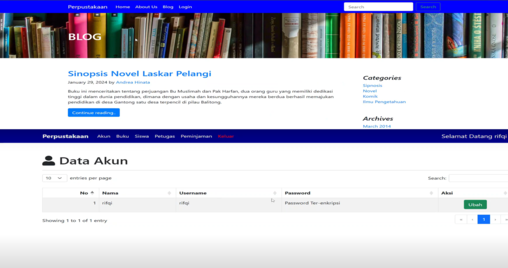 Perpustakaan Home About Us Blog Login Search Search
BLOG
Sinopsis Novel Laskar Pelangi
January 29, 2024 by Andrea Hinata
Buku ini menceritakan tentang perjuangan Bu Muslimah dan Pak Harfan, dua orang guru yang memiliki dedikasi
tinggi dalam dunia pendidikan, dimana dengan usaha dan kesungguhannya mereka berdua berhasil memajukan
pendidikan di desa Gantong satu desa terpencil di pilau Balitong.
Continue reading..
Categories
Signosis
Novel
Komik
Ilmu Pengetahuan
Archives
March 2014
Perpustakaan Akun Buku Siswa Petugas Peminjaman Keluar Selamat Datang rifqi
Data Akun
10 entries per page Search:
No Nama Username Password Aksi
1 rifqi rifqi Password Ter-enkripsi Ubah
Showing 1 to 1 of 1 entry
« ‹ 1 › »